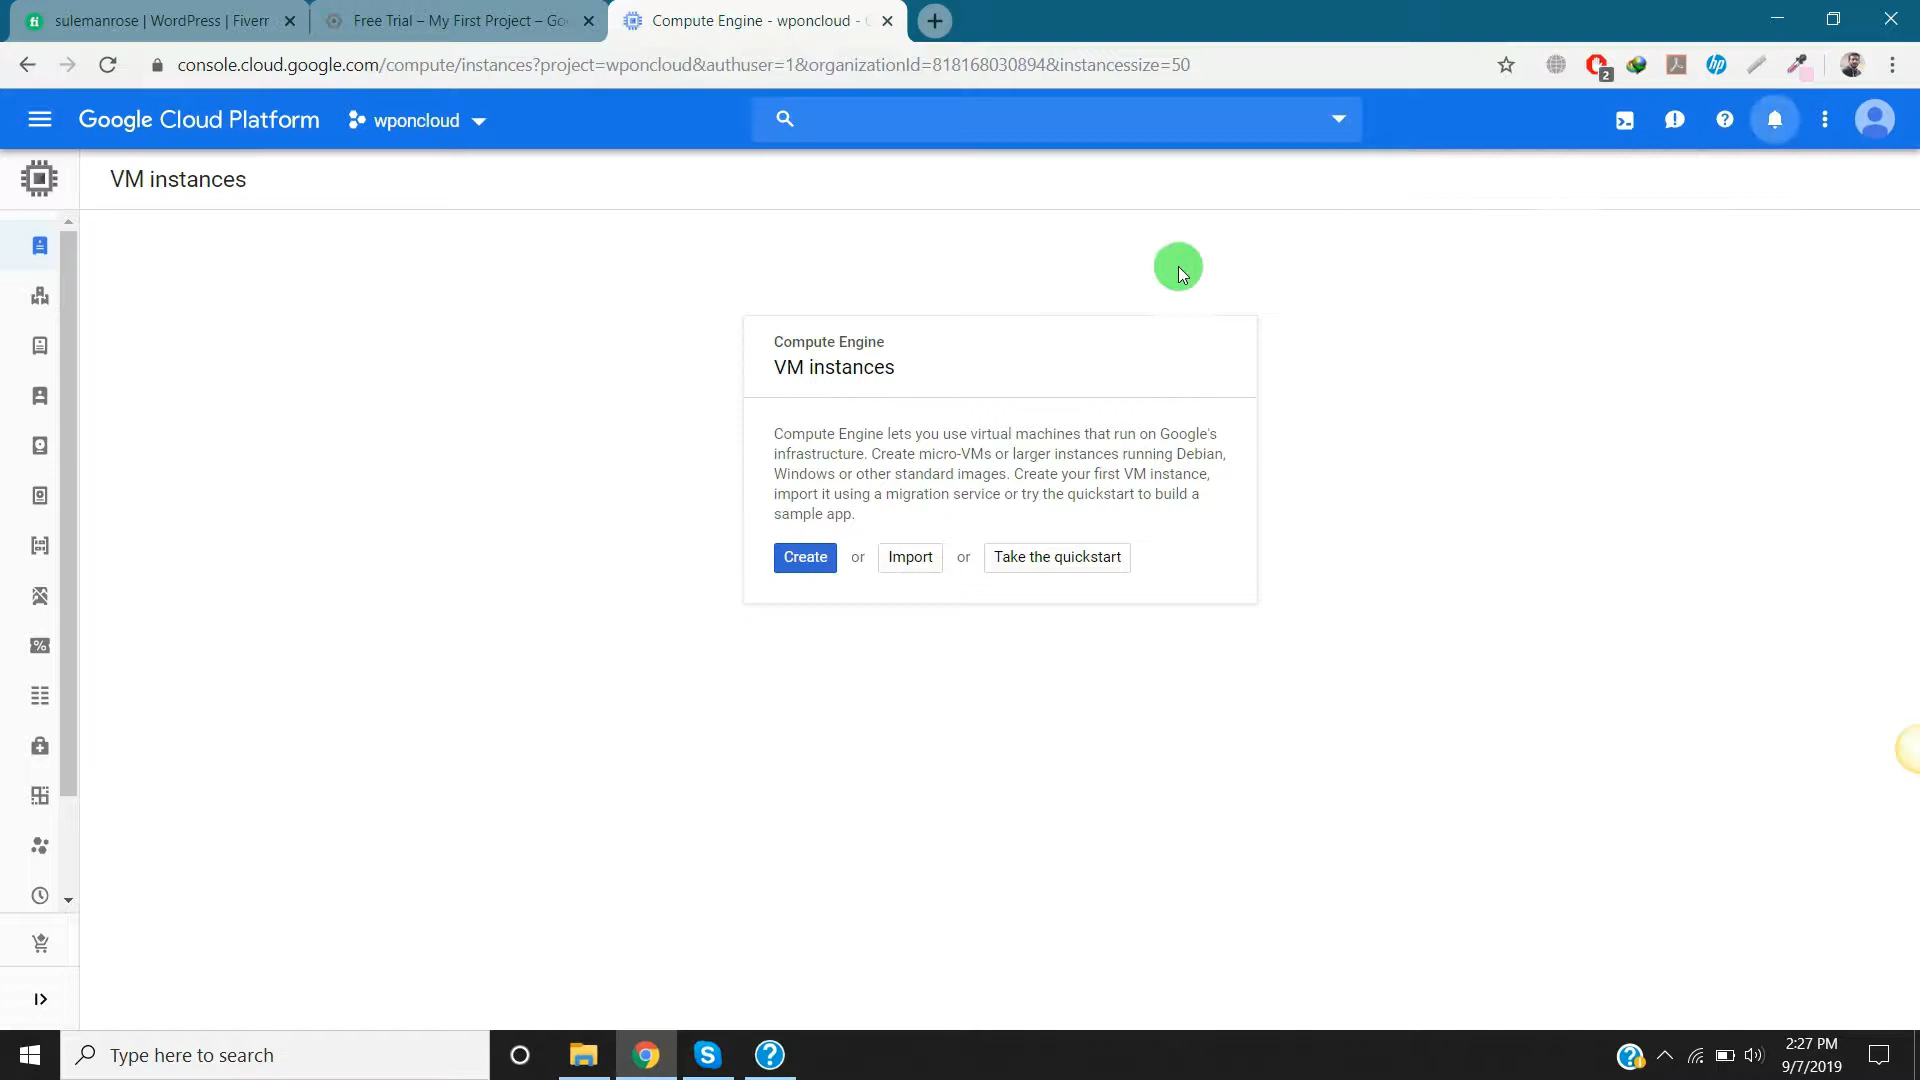 sulemanrose | WordPress | Fiverr
Free Trial – My First Project – Go
Compute Engine - wponcloud -
console.cloud.google.com/compute/instances?project=wponcloud&authuser=1&organizationId=818168030894&instancessize=50
2
Google Cloud Platform
wponcloud
VM instances
Compute Engine
VM instances
Compute Engine lets you use virtual machines that run on Google's
infrastructure. Create micro-VMs or larger instances running Debian,
Windows or other standard images. Create your first VM instance,
import it using a migration service or try the quickstart to build a
sample app.
Create or Import or Take the quickstart
Type here to search
2:27 PM
9/7/2019